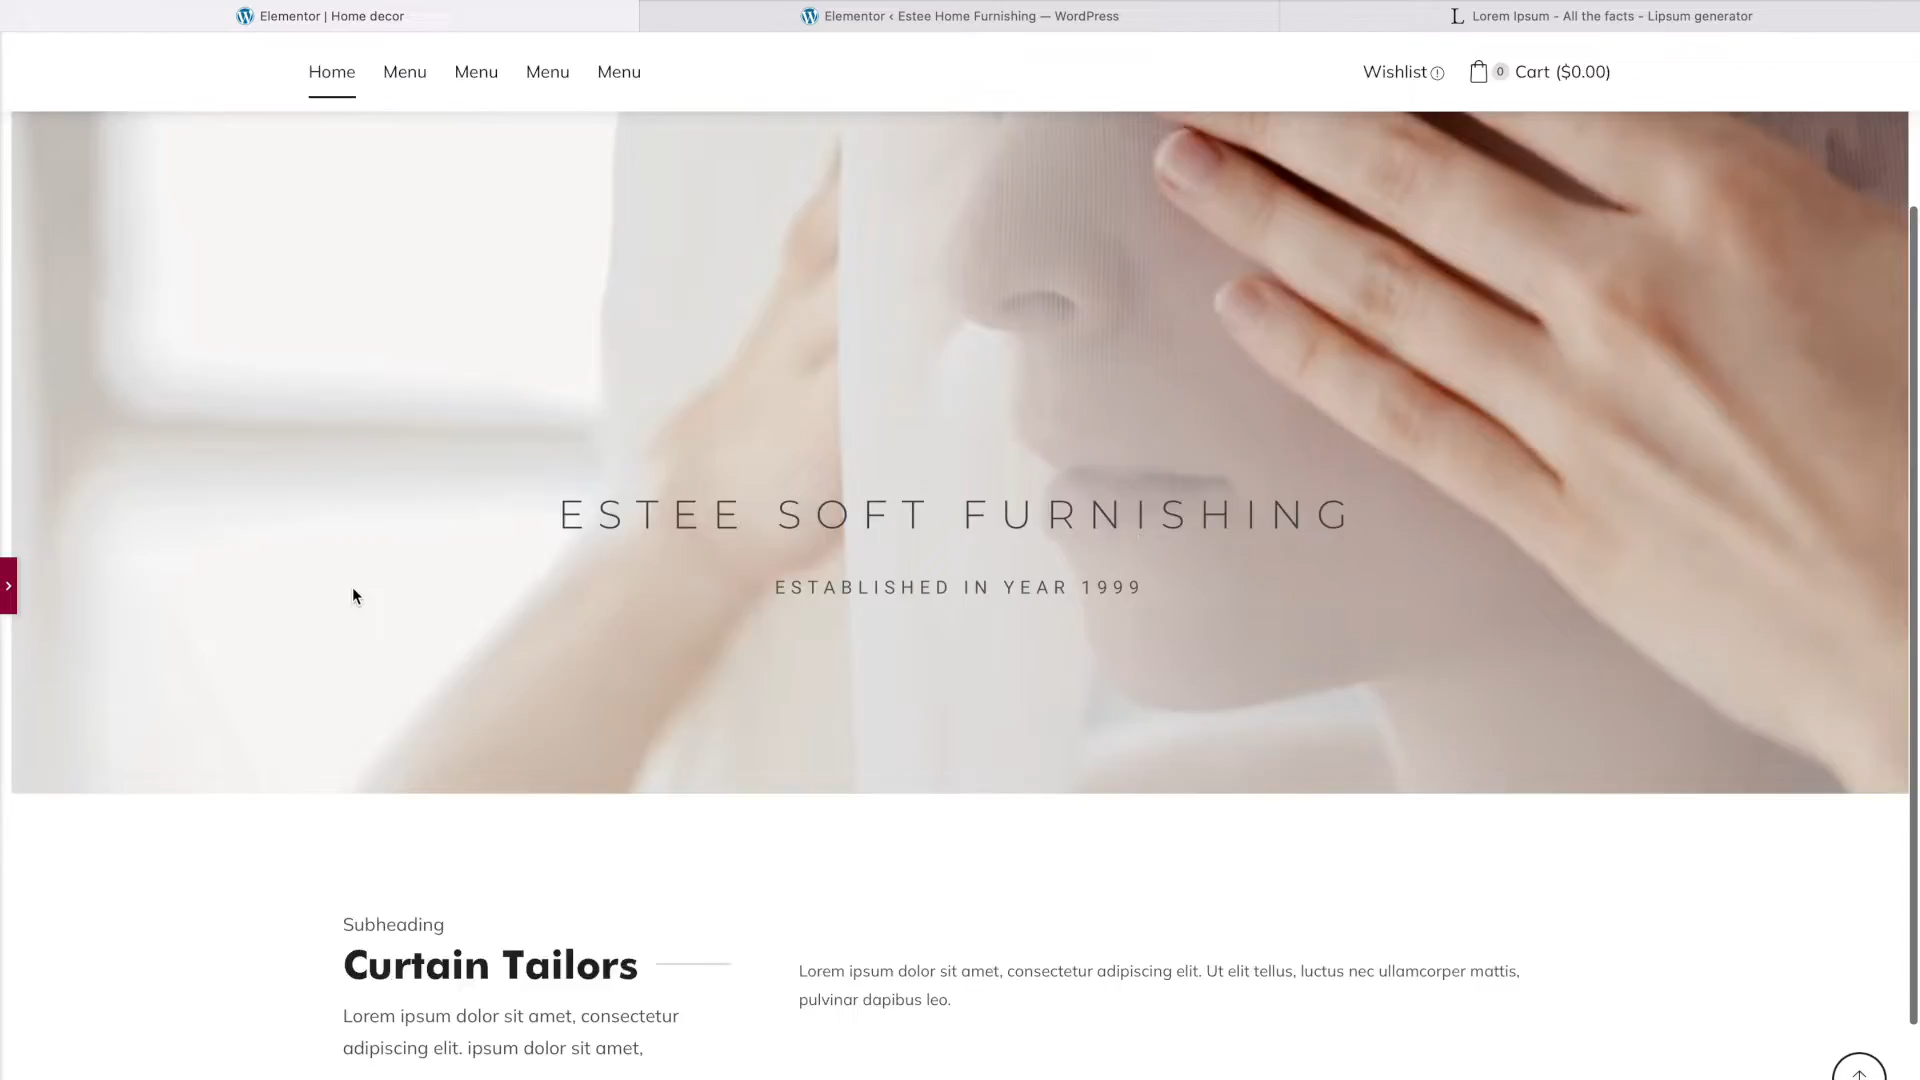 Elementor | Home decor
Elementor ‹ Estee Home Furnishing — WordPress
Lorem Ipsum - All the facts - Lipsum generator
Home Menu Menu Menu Menu
Wishlist 0 Cart ($0.00)
ESTEE SOFT FURNISHING
ESTABLISHED IN YEAR 1999
Subheading
Curtain Tailors
Lorem ipsum dolor sit amet, consectetur
adipiscing elit. ipsum dolor sit amet,
Lorem ipsum dolor sit amet, consectetur adipiscing elit. Ut elit tellus, luctus nec ullamcorper mattis,
pulvinar dapibus leo.